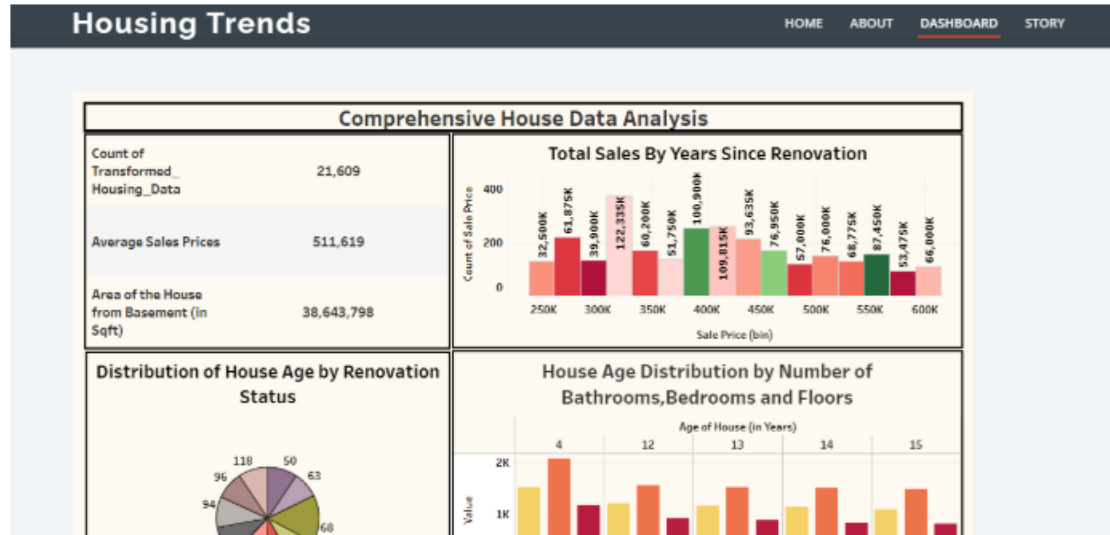 Housing Trends
HOME ABOUT DASHBOARD STORY
Comprehensive House Data Analysis
Count of
Transformed_
Housing_Data
21,609
Average Sales Prices
511,619
Area of the House
from Basement (in
Sqft)
38,643,798
Total Sales By Years Since Renovation
Count of Sale Price
400
200
0
32,500K
61,875K
39,900K
122,335K
60,200K
51,750K
100,900K
109,815K
93,635K
76,950K
57,000K
76,000K
68,775K
87,450K
53,475K
66,000K
250K 300K 350K 400K 450K 500K 550K 600K
Sale Price (bin)
Distribution of House Age by Renovation
Status
118
50
96
63
94
68
House Age Distribution by Number of
Bathrooms,Bedrooms and Floors
Age of House (in Years)
4 12 13 14 15
Value
2K
1K